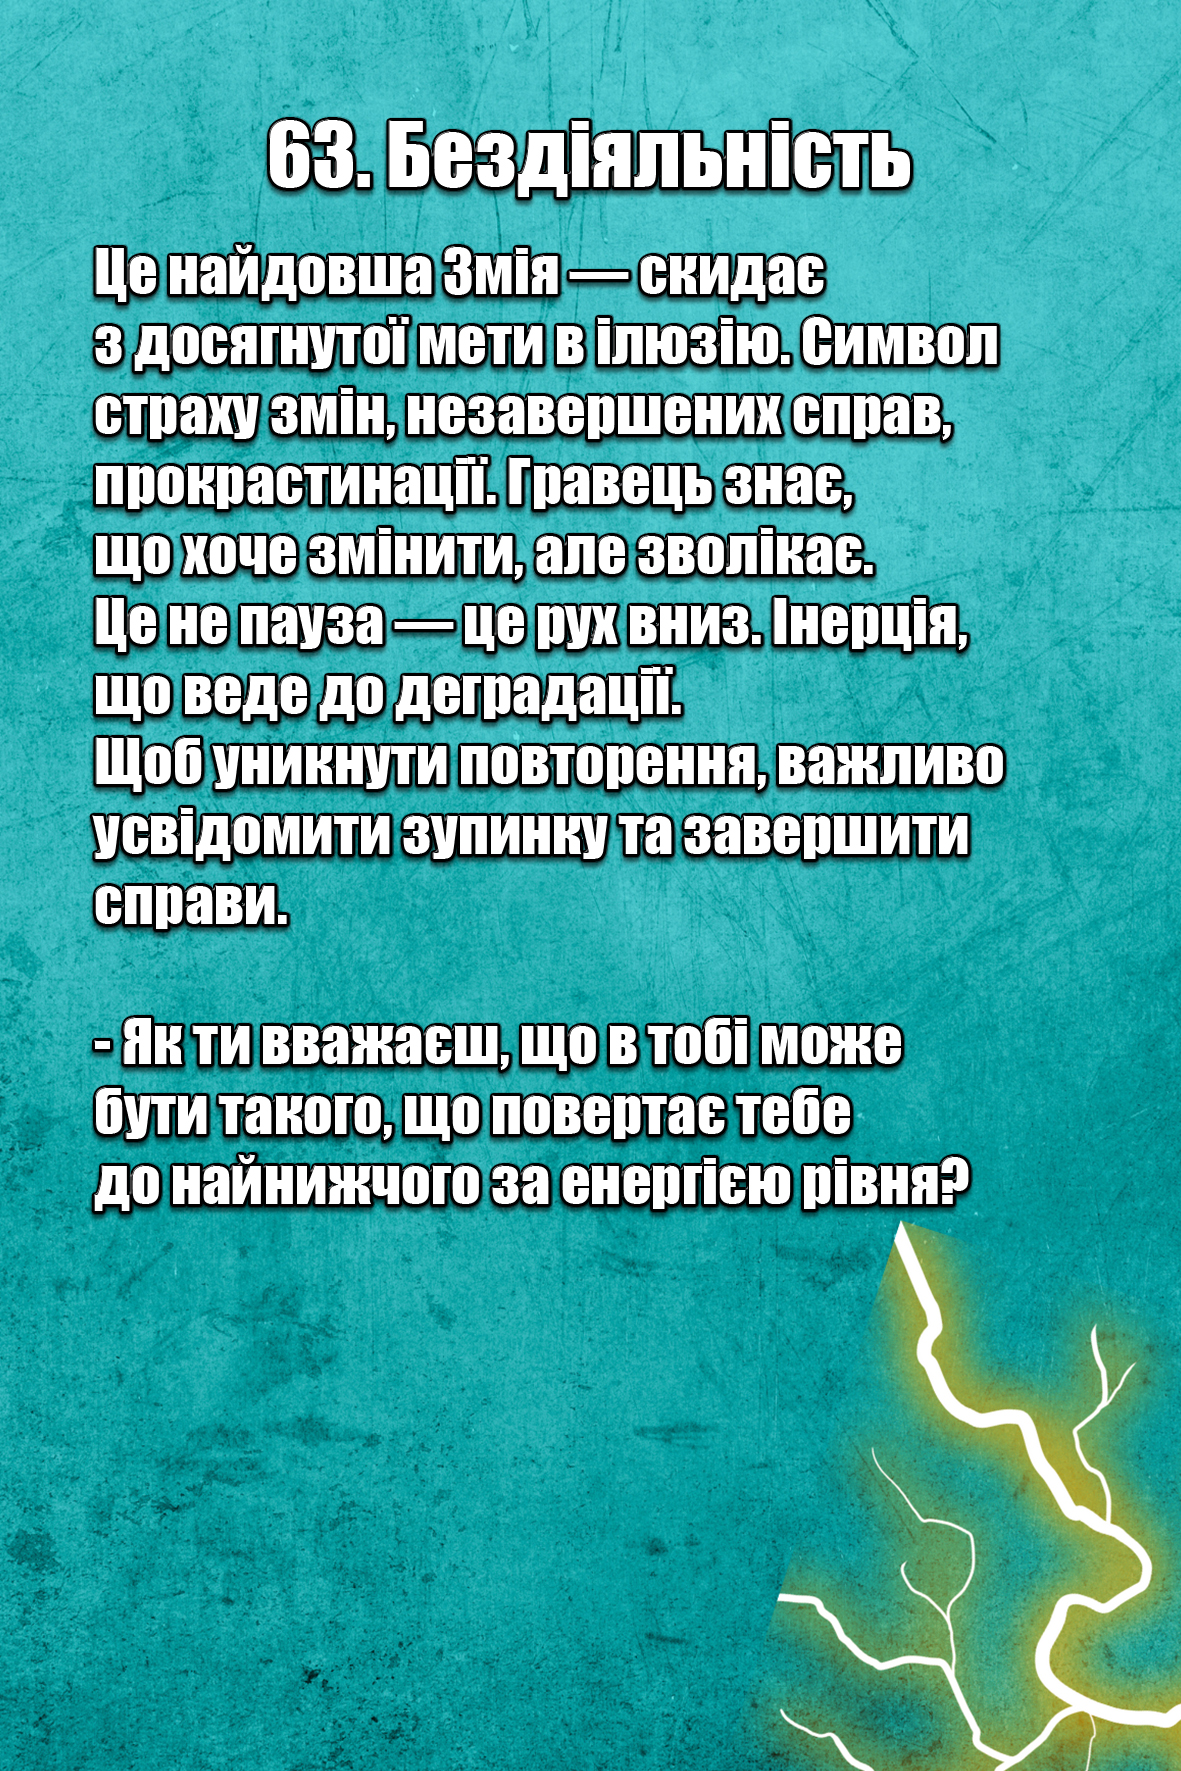 63. Бездіяльність
Це найдовша Змія — скидає
з досягнутої мети в ілюзію. Символ
страху змін, незавершених справ,
прокрастинації. Гравець знає,
що хоче змінити, але зволікає.
Це не пауза — це рух вниз. Інерція,
що веде до деградації.
Щоб уникнути повторення, важливо
усвідомити зупинку та завершити
справи.
- Як ти вважаєш, що в тобі може
бути такого, що повертає тебе
до найнижчого за енергією рівня?